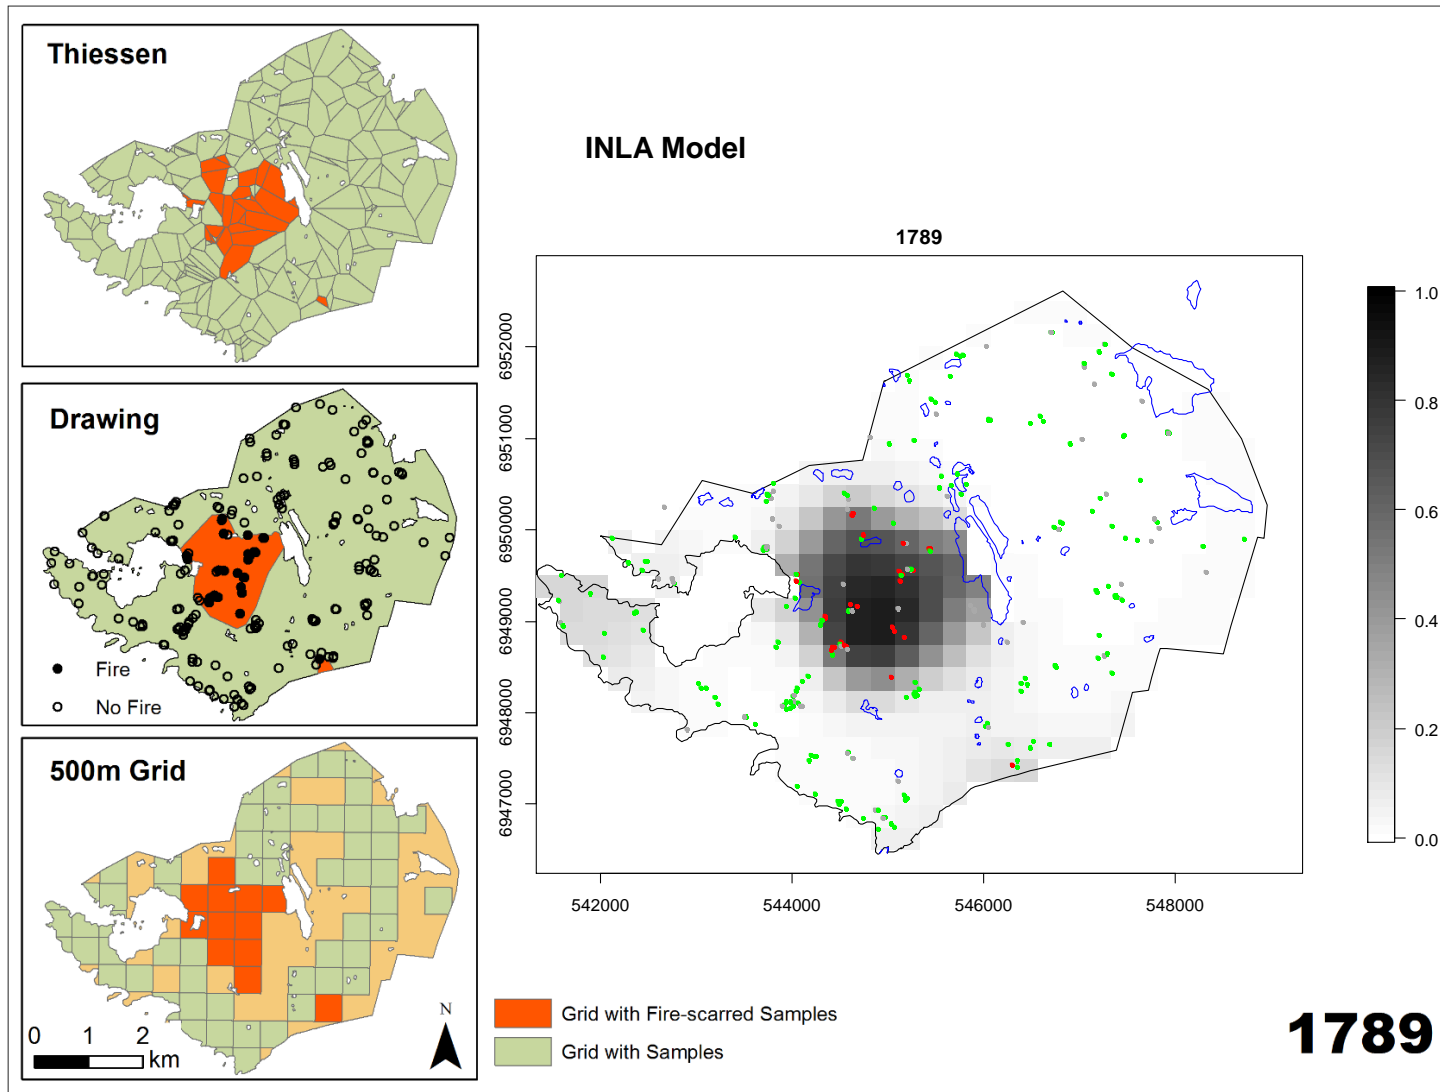 Thiessen
INLA Model
1789
Drawing
Fire
No Fire
500m Grid
N
0 1 2
km
6952000
6951000
6950000
6949000
6948000
6947000
542000 544000 546000 548000
1.0
0.8
0.6
0.4
0.2
0.0
Grid with Fire-scarred Samples
Grid with Samples
1789